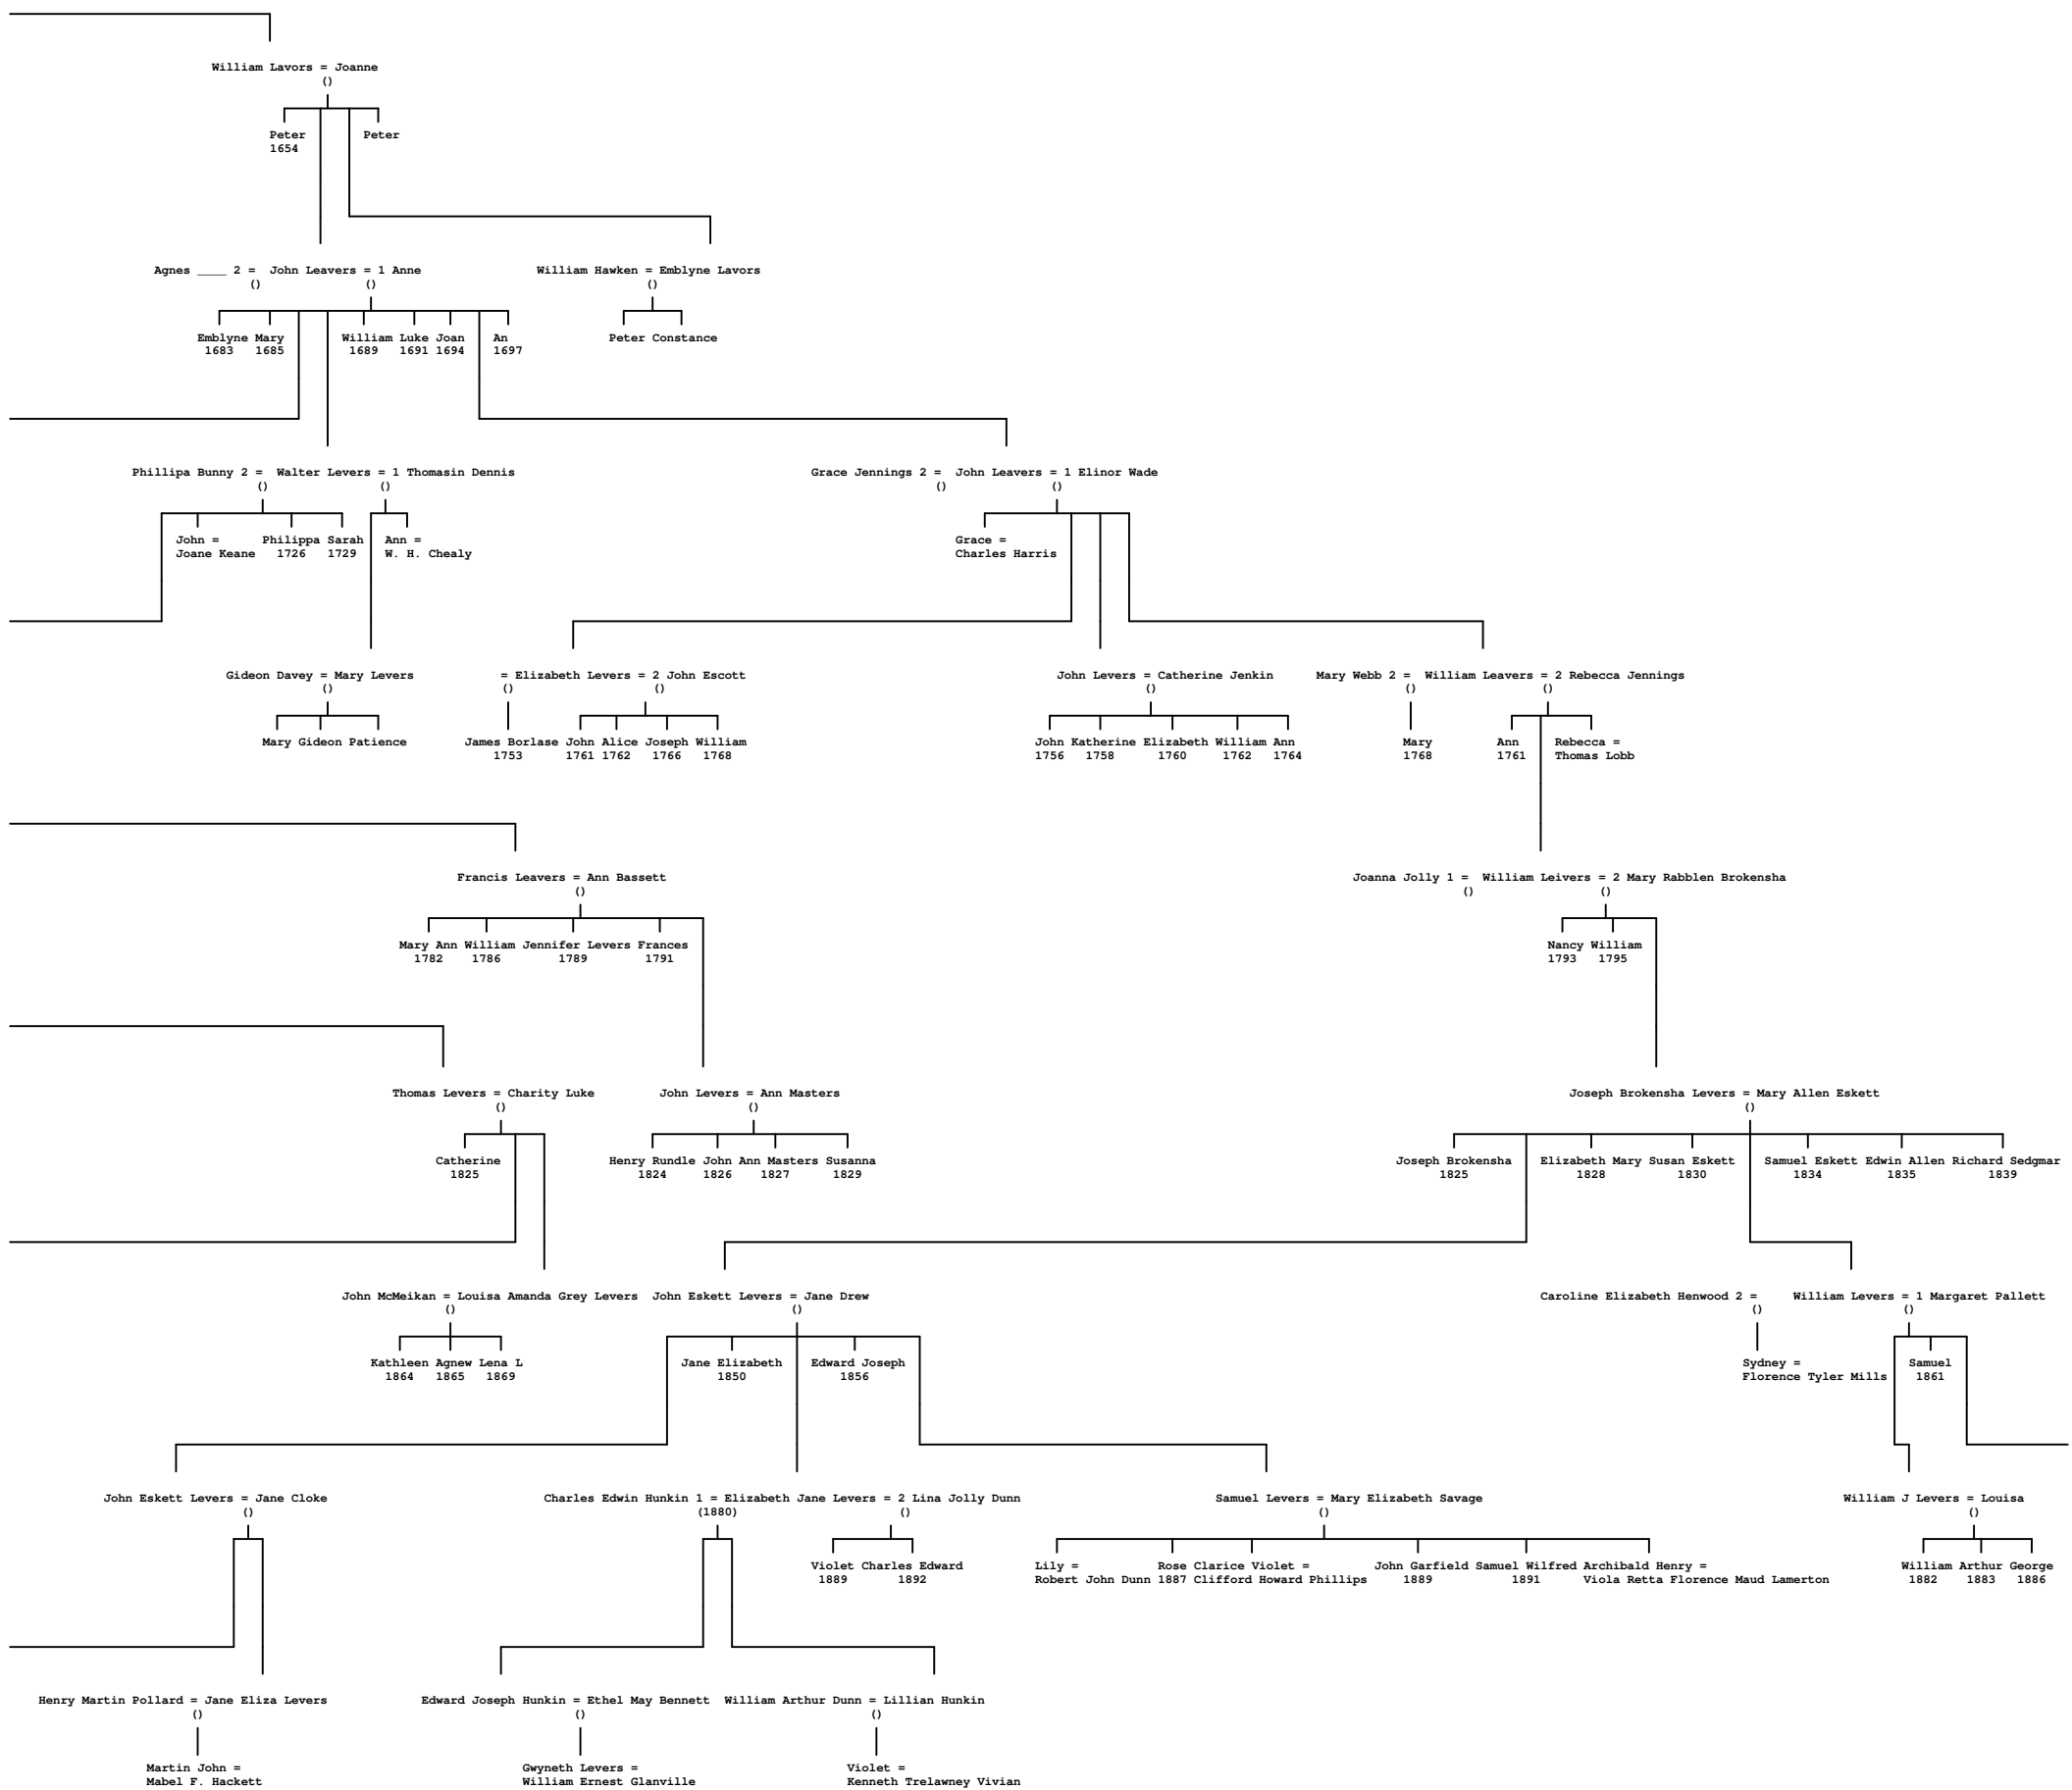 William Lavors = Joanne
()
Peter Peter
1654
Agnes ____ 2 = John Leavers = 1 Anne William Hawken = Emblyne Lavors
() () ()
Emblyne Mary William Luke Joan An Peter Constance
1683 1685 1689 1691 1694 1697
Phillipa Bunny 2 = Walter Levers = 1 Thomasin Dennis Grace Jennings 2 = John Leavers = 1 Elinor Wade
() () () ()
John = Philippa Sarah Ann = Grace =
Joane Keane 1726 1729 W. H. Chealy Charles Harris
Gideon Davey = Mary Levers = Elizabeth Levers = 2 John Escott John Levers = Catherine Jenkin Mary Webb 2 = William Leavers = 2 Rebecca Jennings
() () () () () ()
Mary Gideon Patience James Borlase John Alice Joseph William John Katherine Elizabeth William Ann Mary Ann Rebecca =
1753 1761 1762 1766 1768 1756 1758 1760 1762 1764 1768 1761 Thomas Lobb
Francis Leavers = Ann Bassett Joanna Jolly 1 = William Leivers = 2 Mary Rabblen Brokensha
() () ()
Mary Ann William Jennifer Levers Frances Nancy William
1782 1786 1789 1791 1793 1795
Thomas Levers = Charity Luke John Levers = Ann Masters Joseph Brokensha Levers = Mary Allen Eskett
() () ()
Catherine Henry Rundle John Ann Masters Susanna Joseph Brokensha Elizabeth Mary Susan Eskett Samuel Eskett Edwin Allen Richard Sedgmar
1825 1824 1826 1827 1829 1825 1828 1830 1834 1835 1839
John McMeikan = Louisa Amanda Grey Levers John Eskett Levers = Jane Drew Caroline Elizabeth Henwood 2 = William Levers = 1 Margaret Pallett
() () () ()
Kathleen Agnew Lena L Jane Elizabeth Edward Joseph Sydney = Samuel
1864 1865 1869 1850 1856 Florence Tyler Mills 1861
John Eskett Levers = Jane Cloke Charles Edwin Hunkin 1 = Elizabeth Jane Levers = 2 Lina Jolly Dunn Samuel Levers = Mary Elizabeth Savage William J Levers = Louisa
() (1880) () () ()
Violet Charles Edward Lily = Rose Clarice Violet = John Garfield Samuel Wilfred Archibald Henry = William Arthur George
1889 1892 Robert John Dunn 1887 Clifford Howard Phillips 1889 1891 Viola Retta Florence Maud Lamerton 1882 1883 1886
Henry Martin Pollard = Jane Eliza Levers Edward Joseph Hunkin = Ethel May Bennett William Arthur Dunn = Lillian Hunkin
() () ()
Martin John = Gwyneth Levers = Violet =
Mabel F. Hackett William Ernest Glanville Kenneth Trelawney Vivian